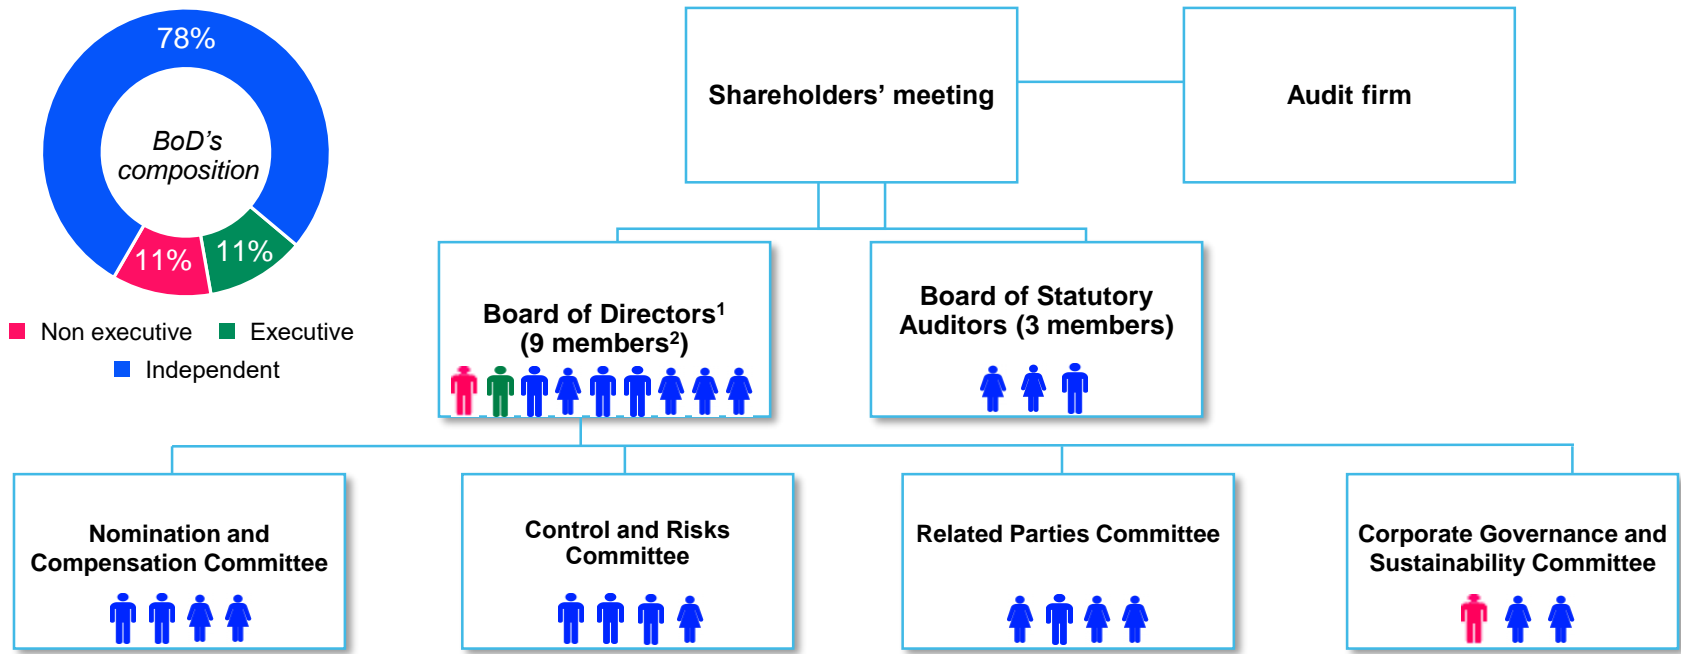 78%
BoD's
composition
11%
11%
Non executive
Executive
Independent
Shareholders’ meeting
Audit firm
Board of Directors¹
(9 members²)
Board of Statutory
Auditors (3 members)
Nomination and
Compensation Committee
Control and Risks
Committee
Related Parties Committee
Corporate Governance and
Sustainability Committee